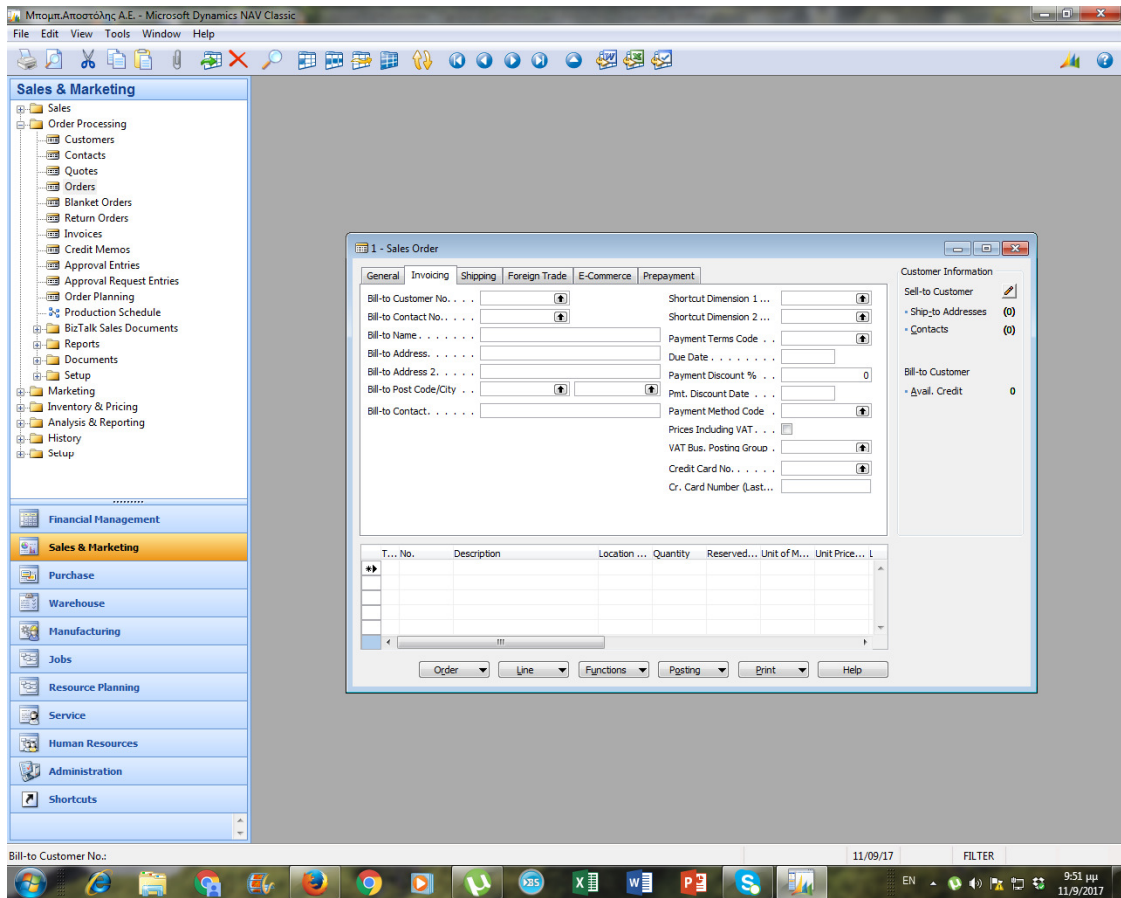 Μπομπ.Αποστόλης Α.Ε. - Microsoft Dynamics NAV Classic
File Edit View Tools Window Help
Sales & Marketing
Sales
Order Processing
Customers
Contacts
Quotes
Orders
Blanket Orders
Return Orders
Invoices
Credit Memos
Approval Entries
Approval Request Entries
Order Planning
Production Schedule
BizTalk Sales Documents
Reports
Documents
Setup
Marketing
Inventory & Pricing
Analysis & Reporting
History
Setup
Financial Management
Sales & Marketing
Purchase
Warehouse
Manufacturing
Jobs
Resource Planning
Service
Human Resources
Administration
Shortcuts
1 - Sales Order
General Invoicing Shipping Foreign Trade E-Commerce Prepayment
Bill-to Customer No. . . .
Bill-to Contact No. . . . .
Bill-to Name . . . . . . .
Bill-to Address. . . . . .
Bill-to Address 2. . . . .
Bill-to Post Code/City . .
Bill-to Contact. . . . . .
Shortcut Dimension 1 ...
Shortcut Dimension 2 ...
Payment Terms Code . .
Due Date . . . . . . . .
Payment Discount % . . 0
Pmt. Discount Date . . .
Payment Method Code .
Prices Including VAT . . .
VAT Bus. Posting Group .
Credit Card No. . . . . .
Cr. Card Number (Last...
Customer Information
Sell-to Customer
Ship-to Addresses (0)
Contacts (0)
Bill-to Customer
Avail. Credit 0
T... No. Description Location ... Quantity Reserved... Unit of M... Unit Price... L
Order Line Functions Posting Print Help
Bill-to Customer No.: 11/09/17 FILTER
EN 9:51 μμ
11/9/2017